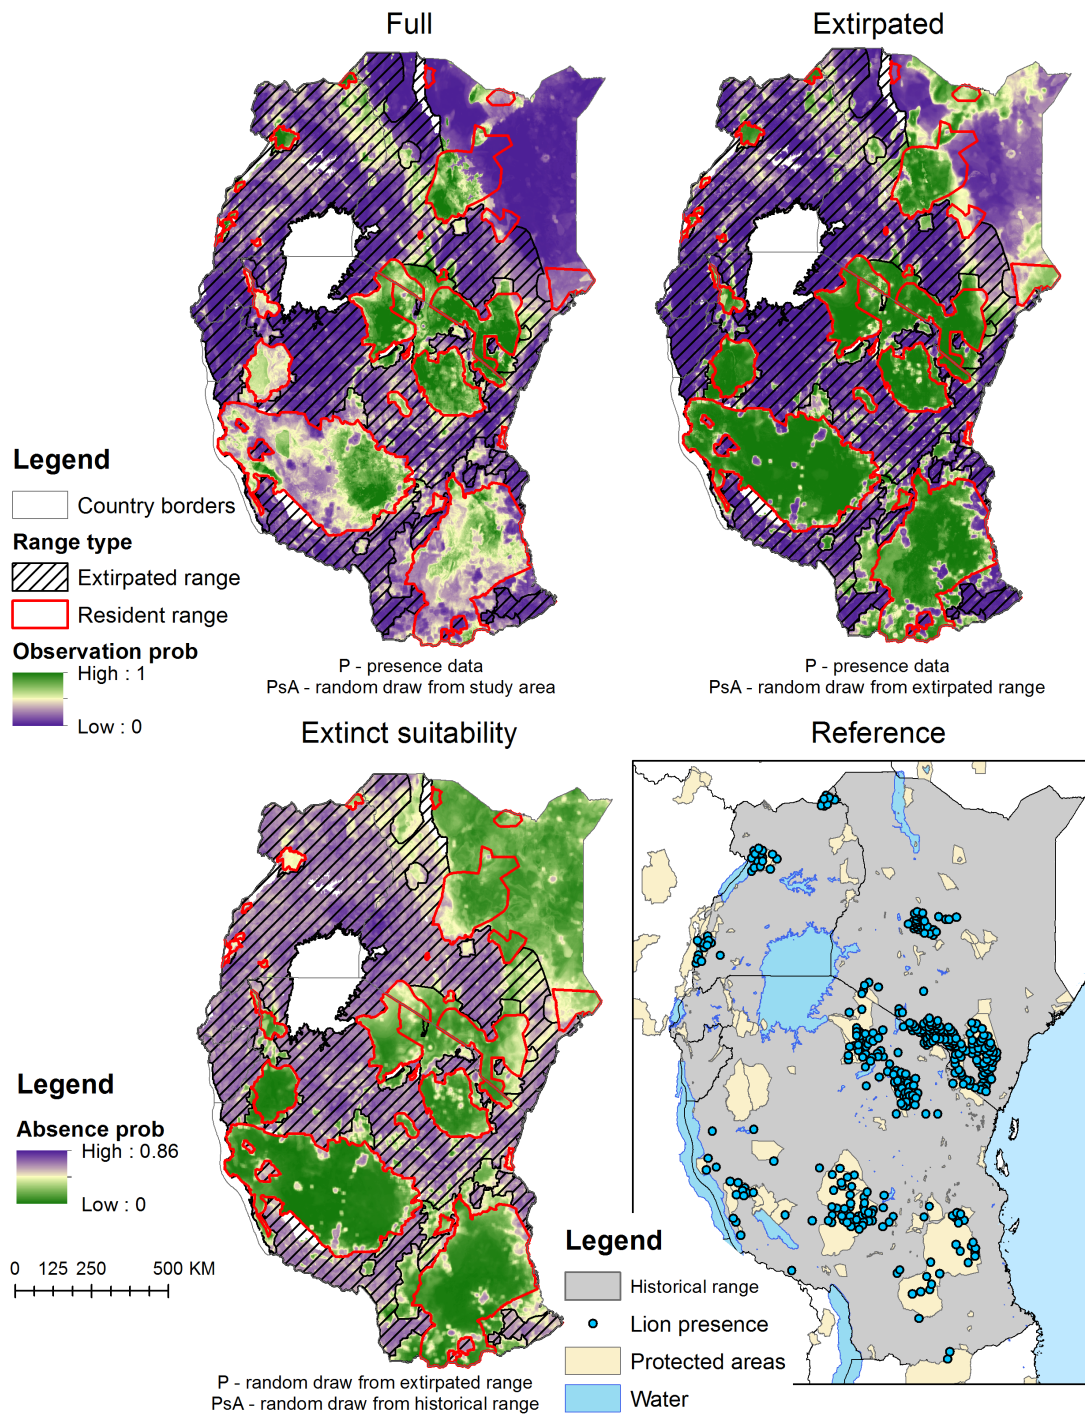 Full
Extirpated
Legend
Country borders
Range type
Extirpated range
Resident range
Observation prob
High : 1
Low : 0
P - presence data
PsA - random draw from study area
P - presence data
PsA - random draw from extirpated range
Extinct suitability
Reference
Legend
Absence prob
High : 0.86
Low : 0
0 125 250 500 KM
P - random draw from extirpated range
PsA - random draw from historical range
Legend
Historical range
Lion presence
Protected areas
Water